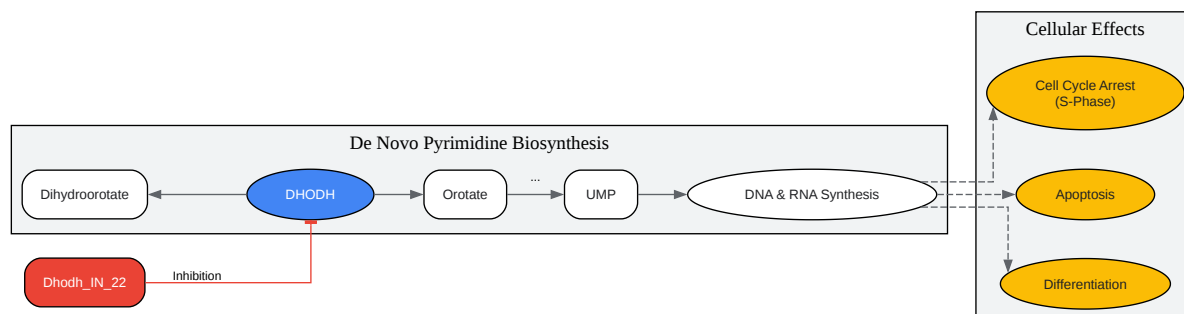 Cellular Effects
Cell Cycle Arrest
(S-Phase)
De Novo Pyrimidine Biosynthesis
Dihydroorotate
DHODH
Orotate
...
UMP
DNA & RNA Synthesis
Apoptosis
Dhodh_IN_22
Inhibition
Differentiation